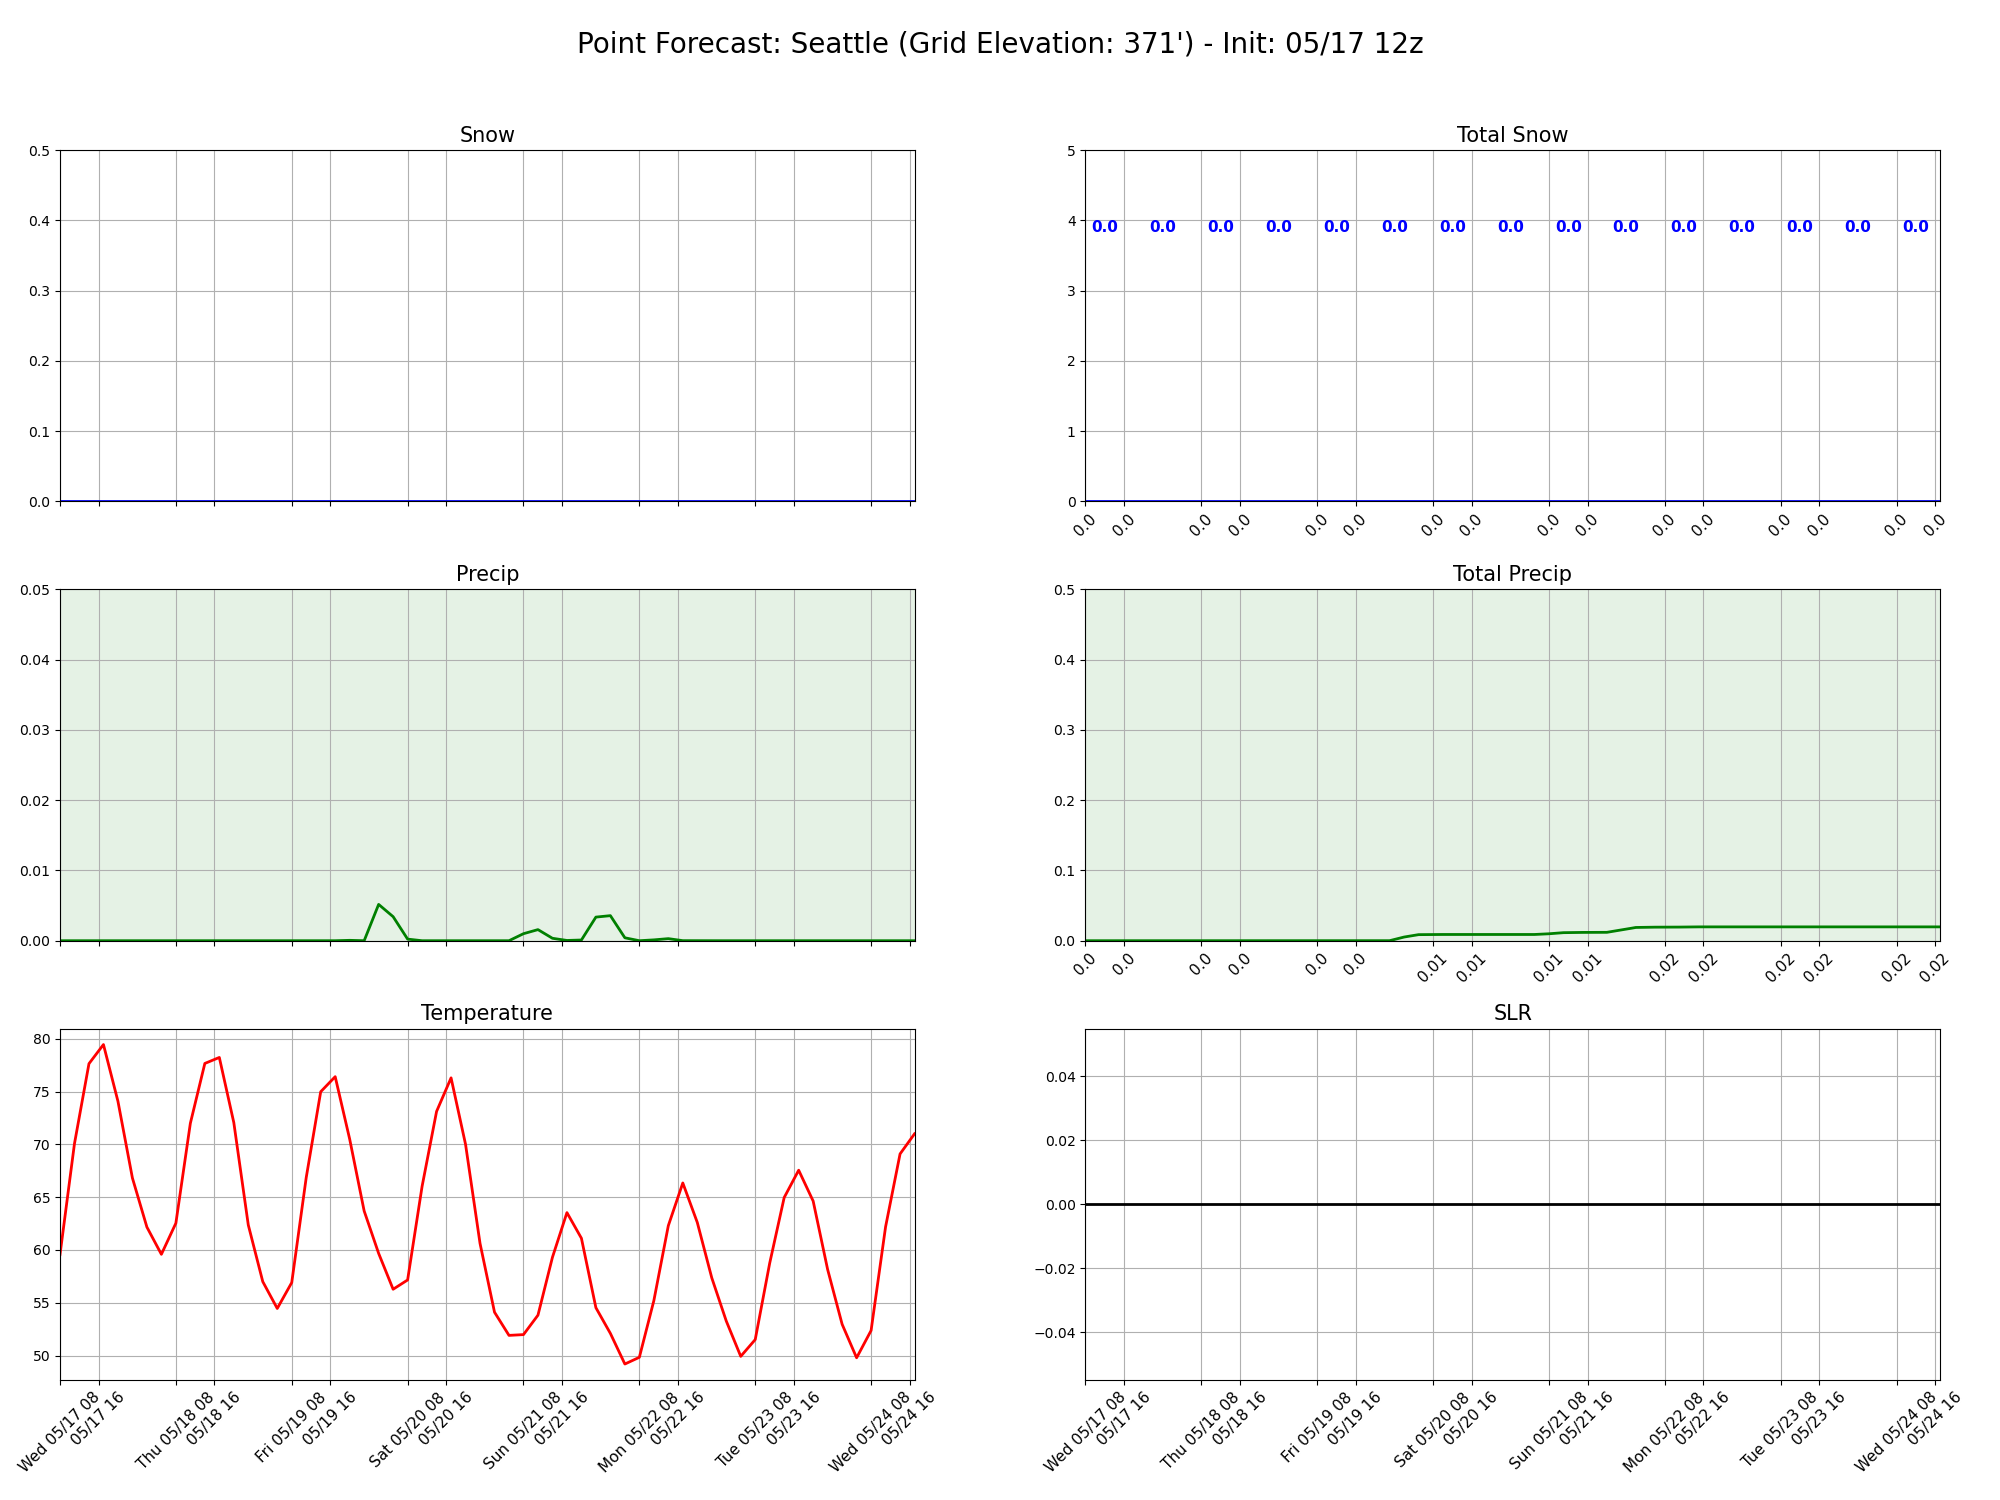 Point Forecast: Seattle (Grid Elevation: 371') - Init: 05/17 12z
Snow
0.5
0.4
0.3
0.2
0.1
0.0
Total Snow
5
4
3
2
1
0
0.0 0.0 0.0 0.0 0.0 0.0 0.0 0.0 0.0 0.0 0.0 0.0 0.0 0.0 0.0
0.0 0.0 0.0 0.0 0.0 0.0 0.0 0.0 0.0 0.0 0.0 0.0 0.0 0.0 0.0 0.0
Precip
0.05
0.04
0.03
0.02
0.01
0.00
Total Precip
0.5
0.4
0.3
0.2
0.1
0.0
0.0 0.0 0.0 0.0 0.0 0.0 0.01 0.01 0.01 0.01 0.02 0.02 0.02 0.02 0.02 0.02
Temperature
80
75
70
65
60
55
50
Wed 05/17 08
05/17 16
Thu 05/18 08
05/18 16
Fri 05/19 08
05/19 16
Sat 05/20 08
05/20 16
Sun 05/21 08
05/21 16
Mon 05/22 08
05/22 16
Tue 05/23 08
05/23 16
Wed 05/24 08
05/24 16
SLR
0.04
0.02
0.00
−0.02
−0.04
Wed 05/17 08
05/17 16
Thu 05/18 08
05/18 16
Fri 05/19 08
05/19 16
Sat 05/20 08
05/20 16
Sun 05/21 08
05/21 16
Mon 05/22 08
05/22 16
Tue 05/23 08
05/23 16
Wed 05/24 08
05/24 16